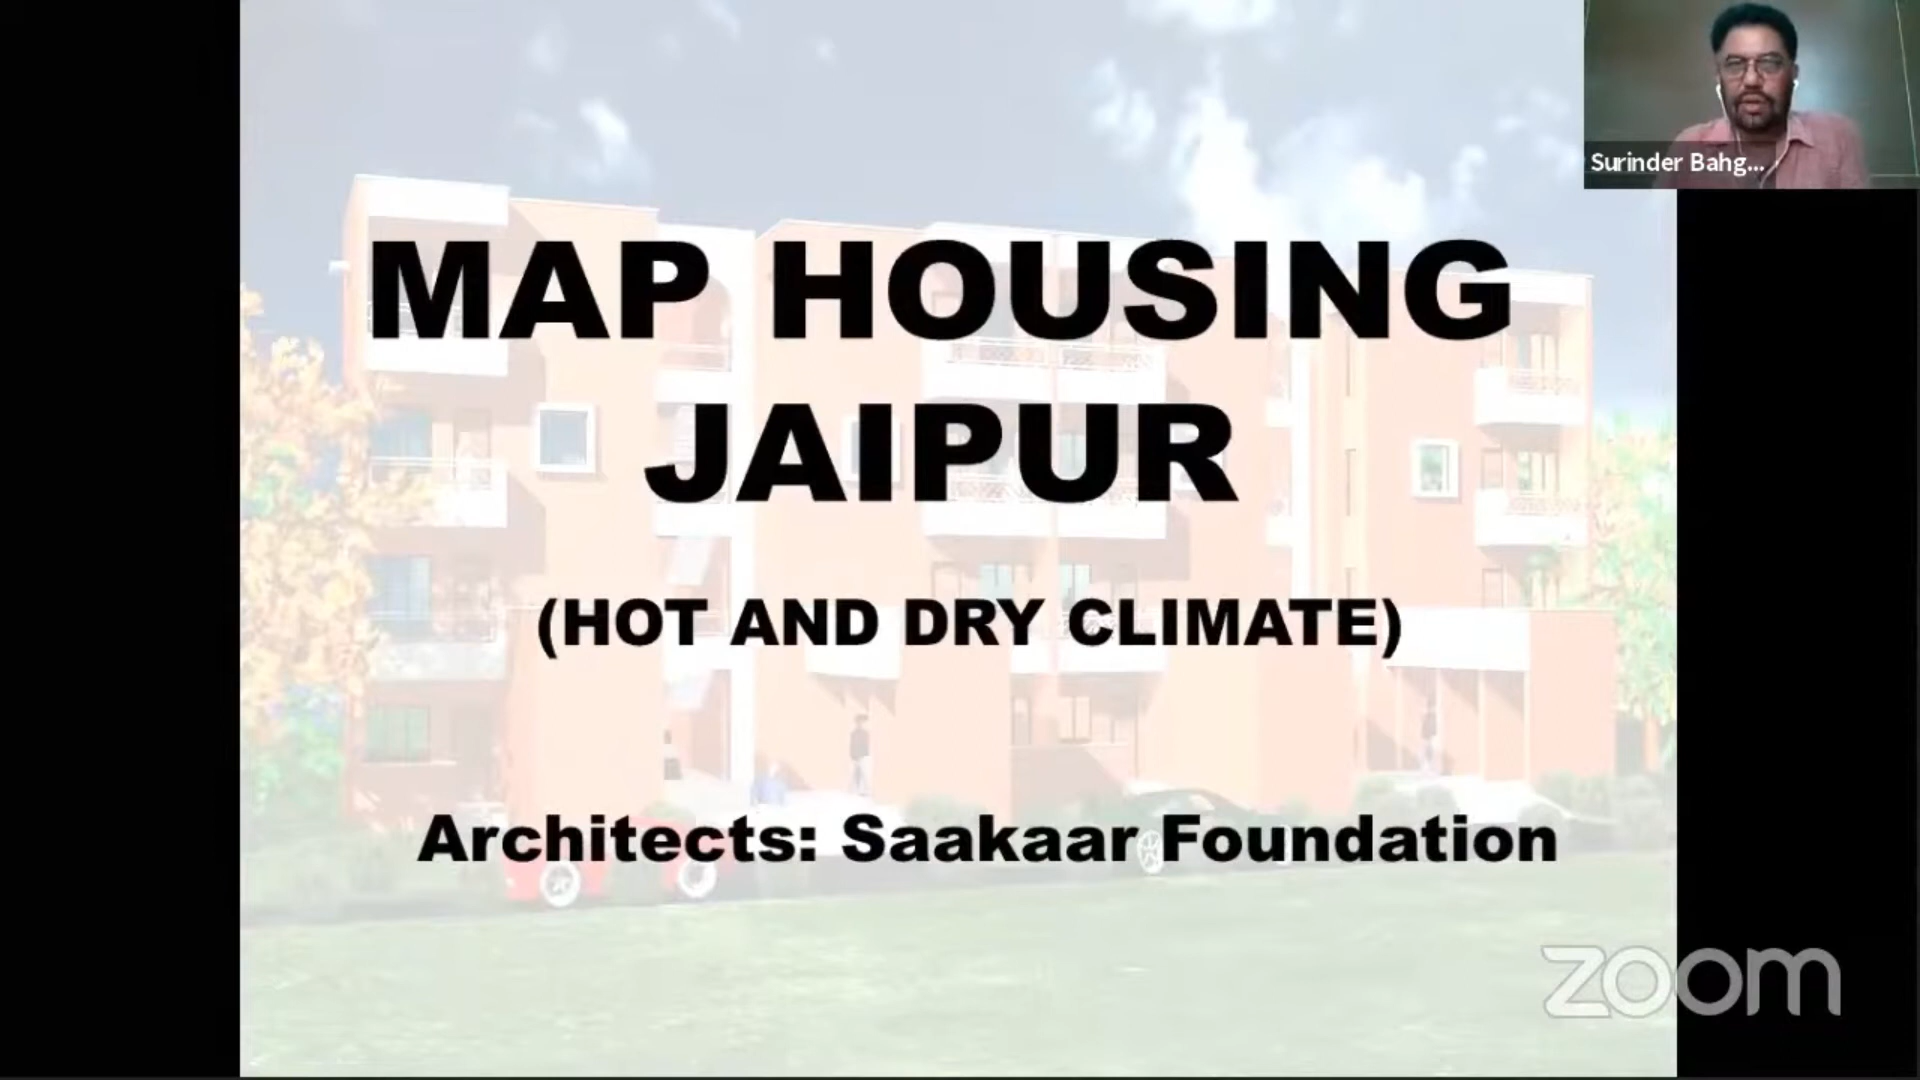 Surinder Bahg...
MAP HOUSING
JAIPUR
(HOT AND DRY CLIMATE)
Architects: Saakaar Foundation
zoom